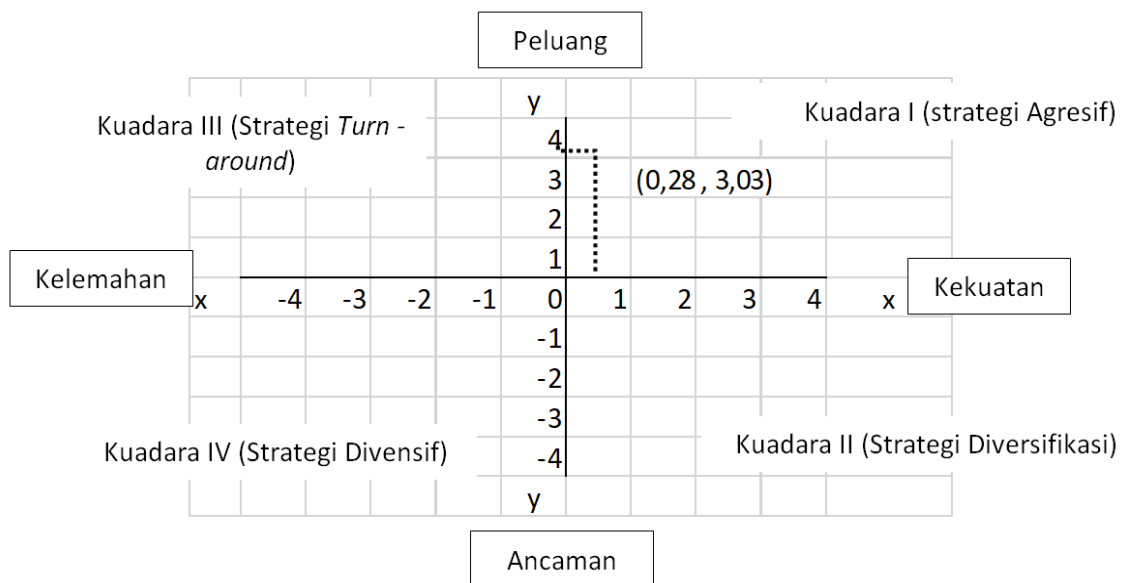 Peluang
y
Kuadara I (strategi Agresif)
Kuadara III (Strategi Turn -
around)
4
3
(0,28 , 3,03)
2
1
Kelemahan
Kekuatan
x -4 -3 -2 -1 0 1 2 3 4 x
-1
-2
-3
Kuadara IV (Strategi Divensif)
Kuadara II (Strategi Diversifikasi)
-4
y
Ancaman